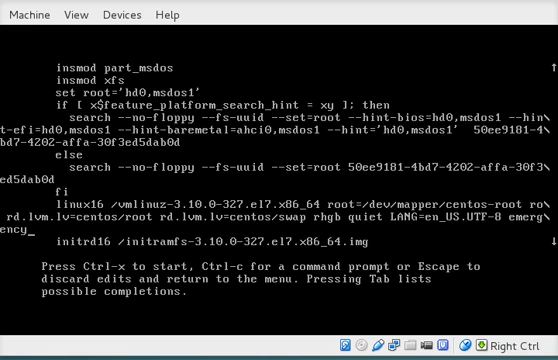 Machine View Devices Help
insmod part_msdos
insmod xfs
set root='hd0,msdos1'
if [ x$feature_platform_search_hint = xy ]; then
search --no-floppy --fs-uuid --set=root --hint-bios=hd0,msdos1 --hin\
t-efi=hd0,msdos1 --hint-baremetal=ahci0,msdos1 --hint='hd0,msdos1'  50ee9181-4\
bd7-4202-affa-30f3ed5dab0d
else
search --no-floppy --fs-uuid --set=root 50ee9181-4bd7-4202-affa-30f3\
ed5dab0d
fi
linux16 /vmlinuz-3.10.0-327.el7.x86_64 root=/dev/mapper/centos-root ro\
rd.lvm.lv=centos/root rd.lvm.lv=centos/swap rhgb quiet LANG=en_US.UTF-8 emerg\
ency_
initrd16 /initramfs-3.10.0-327.el7.x86_64.img
Press Ctrl-x to start, Ctrl-c for a command prompt or Escape to
discard edits and return to the menu. Pressing Tab lists
possible completions.
Right Ctrl